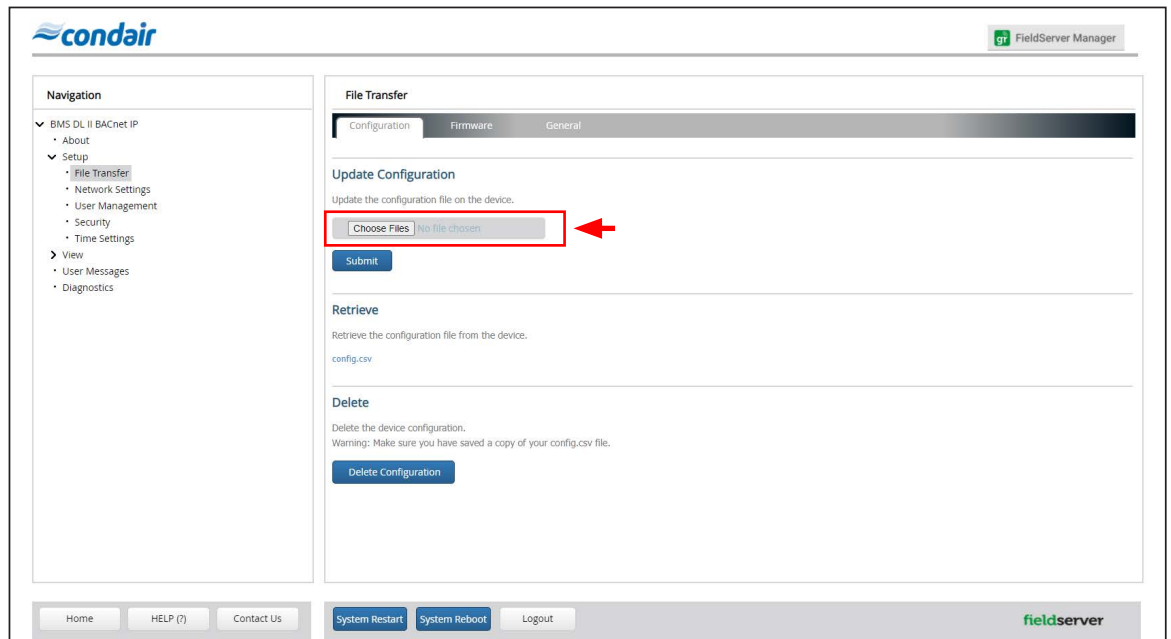 condair
gr FieldServer Manager
Navigation
BMS DL II BACnet IP
About
Setup
File Transfer
Network Settings
User Management
Security
Time Settings
View
User Messages
Diagnostics
File Transfer
Configuration Firmware General
Update Configuration
Update the configuration file on the device.
Choose Files No file chosen
Submit
Retrieve
Retrieve the configuration file from the device.
config.csv
Delete
Delete the device configuration.
Warning: Make sure you have saved a copy of your config.csv file.
Delete Configuration
Home HELP (?) Contact Us System Restart System Reboot Logout fieldserver